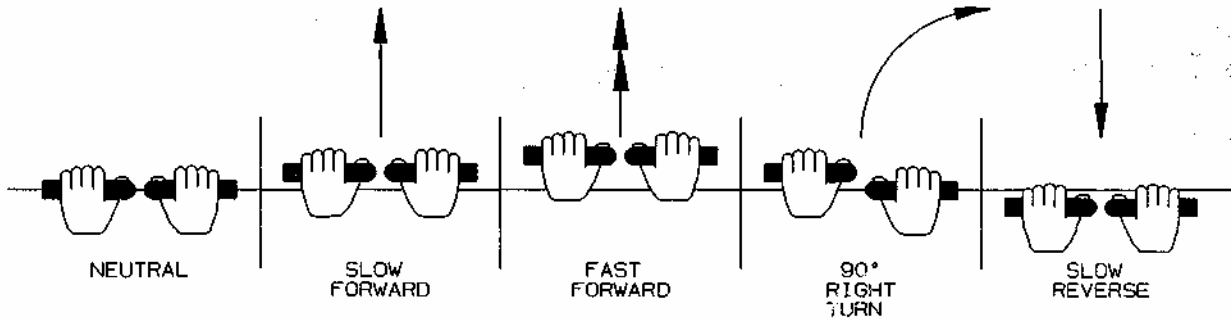 NEUTRAL
SLOW
FORWARD
FAST
FORWARD
90°
RIGHT
TURN
SLOW
REVERSE